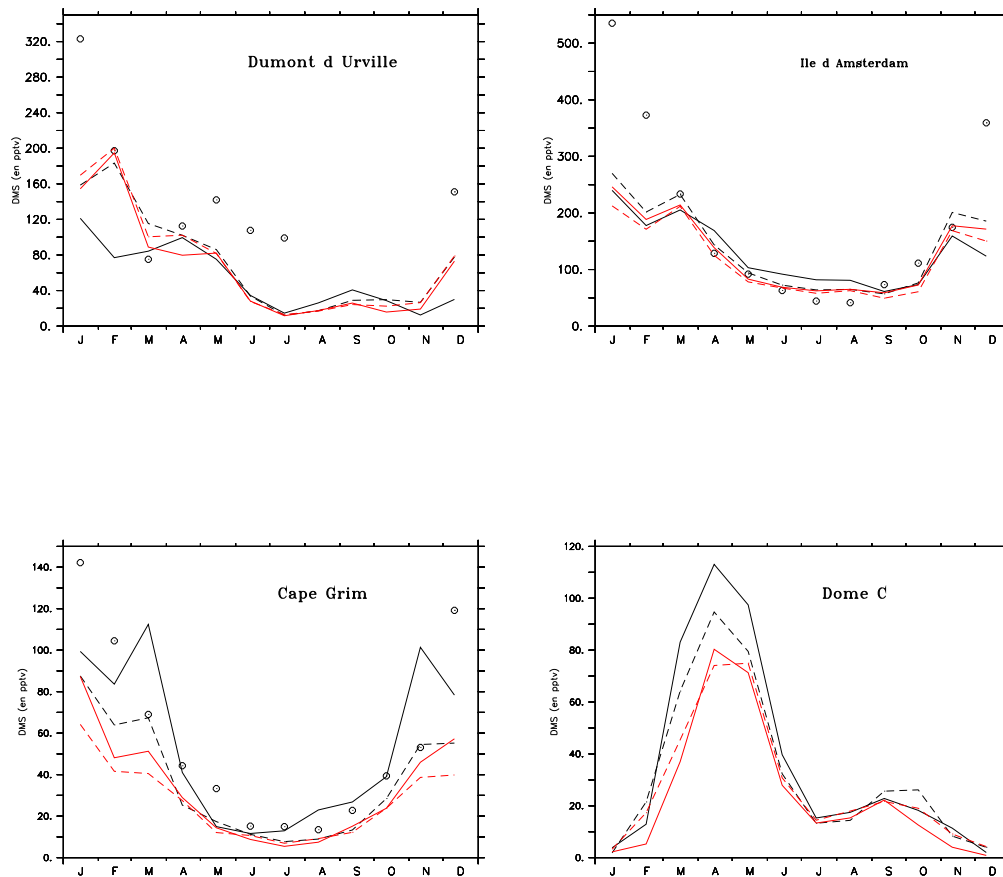 Dumont d Urville
DMS (en pptv)
320.
280.
240.
200.
160.
120.
80.
40.
0.
J F M A M J J A S O N D
Ile d Amsterdam
DMS (en pptv)
500.
400.
300.
200.
100.
0.
J F M A M J J A S O N D
Cape Grim
DMS (en pptv)
140.
120.
100.
80.
60.
40.
20.
0.
J F M A M J J A S O N D
Dome C
DMS (en pptv)
120.
100.
80.
60.
40.
20.
0.
J F M A M J J A S O N D